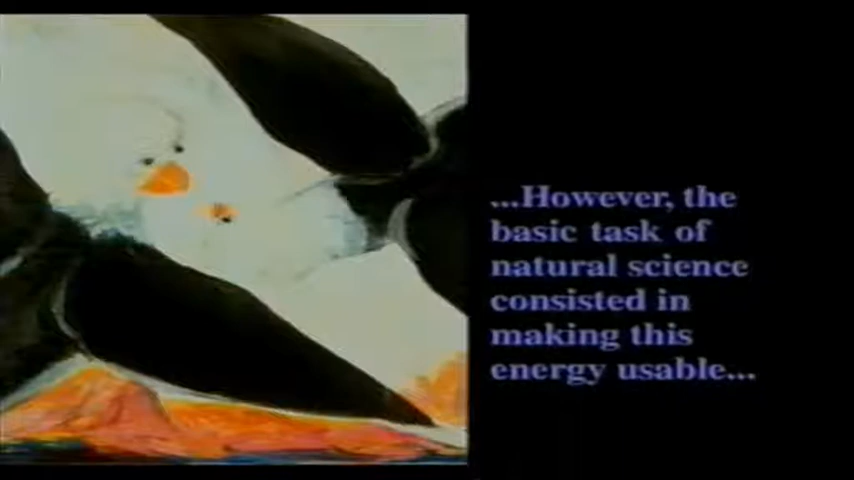 ...However, the
basic task of
natural science
consisted in
making this
energy usable...